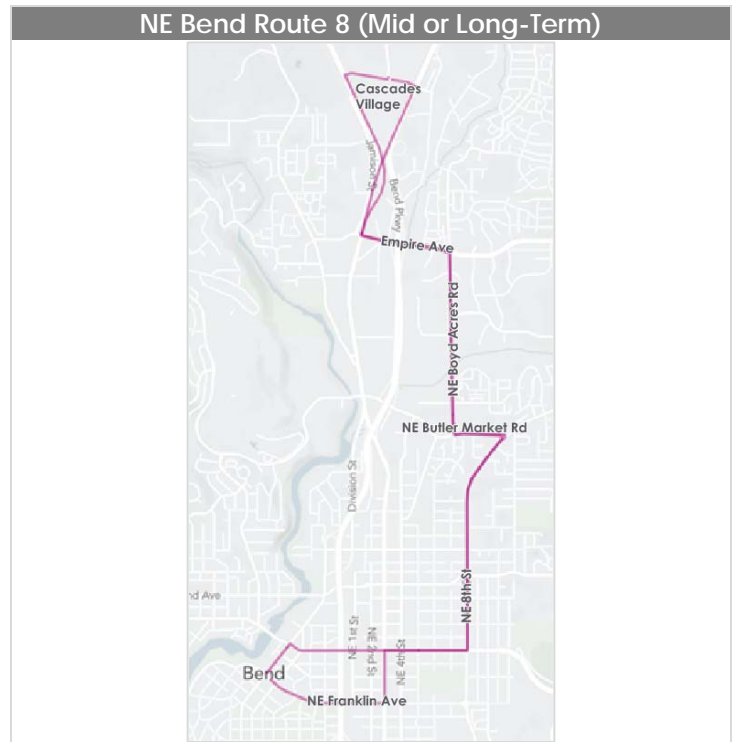 NE Bend Route 8 (Mid or Long-Term)
Cascades
Village
Jamison St
Bend Pkwy
Empire Ave
NE Boyd Acres Rd
NE Butler Market Rd
Division St
nd Ave
NE 8th St
NE 1st St
NE 2nd St
NE 4th St
Bend
NE Franklin Ave